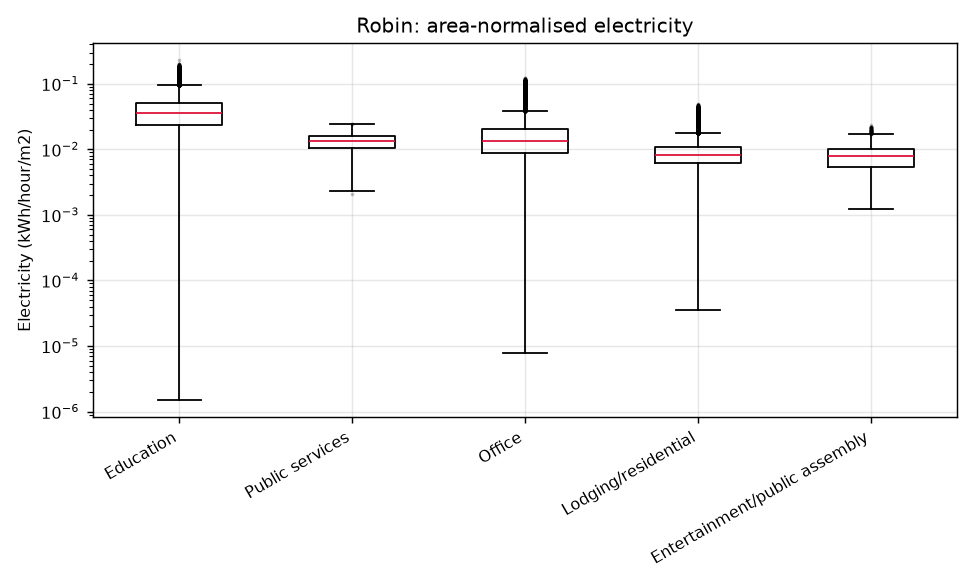 Robin: area-normalised electricity
Electricity (kWh/hour/m2)
10⁻¹
10⁻²
10⁻³
10⁻⁴
10⁻⁵
10⁻⁶
Education
Public services
Office
Lodging/residential
Entertainment/public assembly